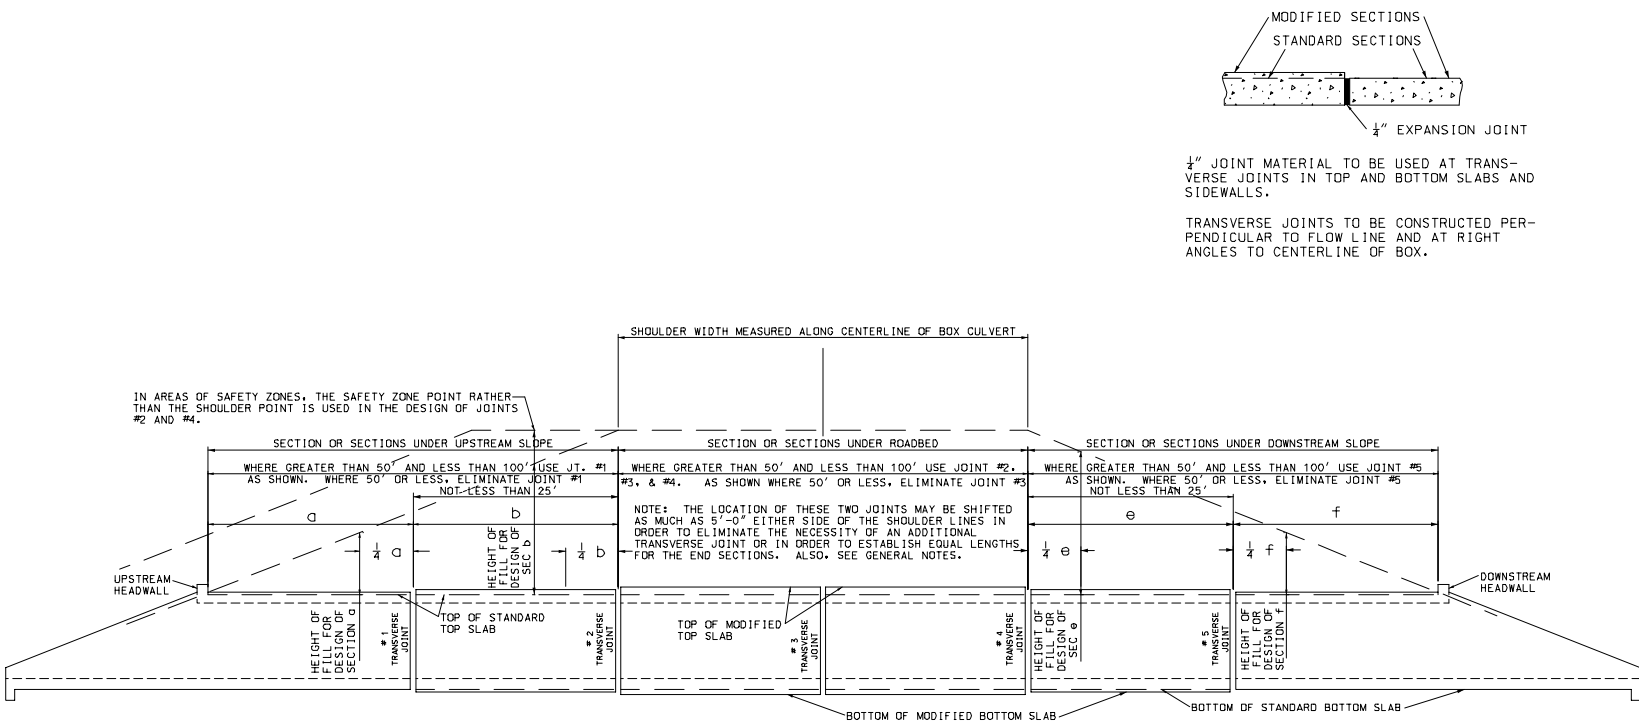 MODIFIED SECTIONS
STANDARD SECTIONS
1/4" EXPANSION JOINT
1/4" JOINT MATERIAL TO BE USED AT TRANS-
VERSE JOINTS IN TOP AND BOTTOM SLABS AND
SIDEWALLS.
TRANSVERSE JOINTS TO BE CONSTRUCTED PER-
PENDICULAR TO FLOW LINE AND AT RIGHT
ANGLES TO CENTERLINE OF BOX.
SHOULDER WIDTH MEASURED ALONG CENTERLINE OF BOX CULVERT
IN AREAS OF SAFETY ZONES, THE SAFETY ZONE POINT RATHER
THAN THE SHOULDER POINT IS USED IN THE DESIGN OF JOINTS
#2 AND #4.
SECTION OR SECTIONS UNDER UPSTREAM SLOPE
WHERE GREATER THAN 50' AND LESS THAN 100' USE JT. #1
AS SHOWN. WHERE 50' OR LESS, ELIMINATE JOINT #1
NOT LESS THAN 25'
SECTION OR SECTIONS UNDER ROADBED
WHERE GREATER THAN 50' AND LESS THAN 100' USE JOINT #2,
#3, & #4. AS SHOWN WHERE 50' OR LESS, ELIMINATE JOINT #3
NOTE: THE LOCATION OF THESE TWO JOINTS MAY BE SHIFTED
AS MUCH AS 5'-0" EITHER SIDE OF THE SHOULDER LINES IN
ORDER TO ELIMINATE THE NECESSITY OF AN ADDITIONAL
TRANSVERSE JOINT OR IN ORDER TO ESTABLISH EQUAL LENGTHS
FOR THE END SECTIONS. ALSO, SEE GENERAL NOTES.
SECTION OR SECTIONS UNDER DOWNSTREAM SLOPE
WHERE GREATER THAN 50' AND LESS THAN 100' USE JOINT #5
AS SHOWN. WHERE 50' OR LESS, ELIMINATE JOINT #5
NOT LESS THAN 25'
a
b
e
f
1/4 a
HEIGHT OF
FILL FOR
DESIGN OF
SEC b
1/4 b
1/4 e
1/4 f
UPSTREAM
HEADWALL
DOWNSTREAM
HEADWALL
HEIGHT OF
FILL FOR
DESIGN OF
SECTION a
#1
TRANSVERSE
JOINT
TOP OF STANDARD
TOP SLAB
#2
TRANSVERSE
JOINT
TOP OF MODIFIED
TOP SLAB
#3
TRANSVERSE
JOINT
#4
TRANSVERSE
JOINT
HEIGHT OF
FILL FOR
DESIGN OF
SEC e
#5
TRANSVERSE
JOINT
HEIGHT OF
FILL FOR
DESIGN OF
SECTION f
BOTTOM OF MODIFIED BOTTOM SLAB
BOTTOM OF STANDARD BOTTOM SLAB